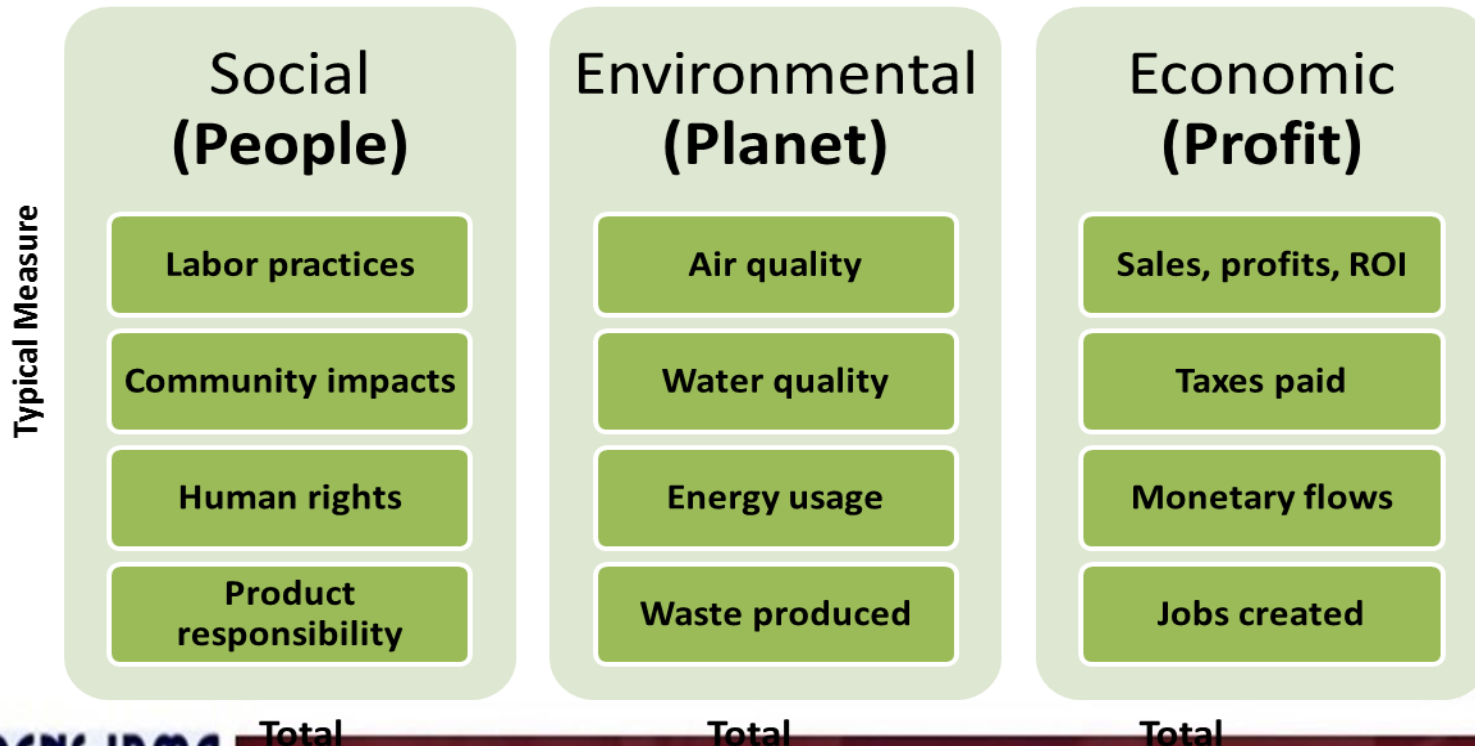 Typical Measure
Social
(People)
Labor practices
Community impacts
Human rights
Product
responsibility
Total
Environmental
(Planet)
Air quality
Water quality
Energy usage
Waste produced
Total
Economic
(Profit)
Sales, profits, ROI
Taxes paid
Monetary flows
Jobs created
Total